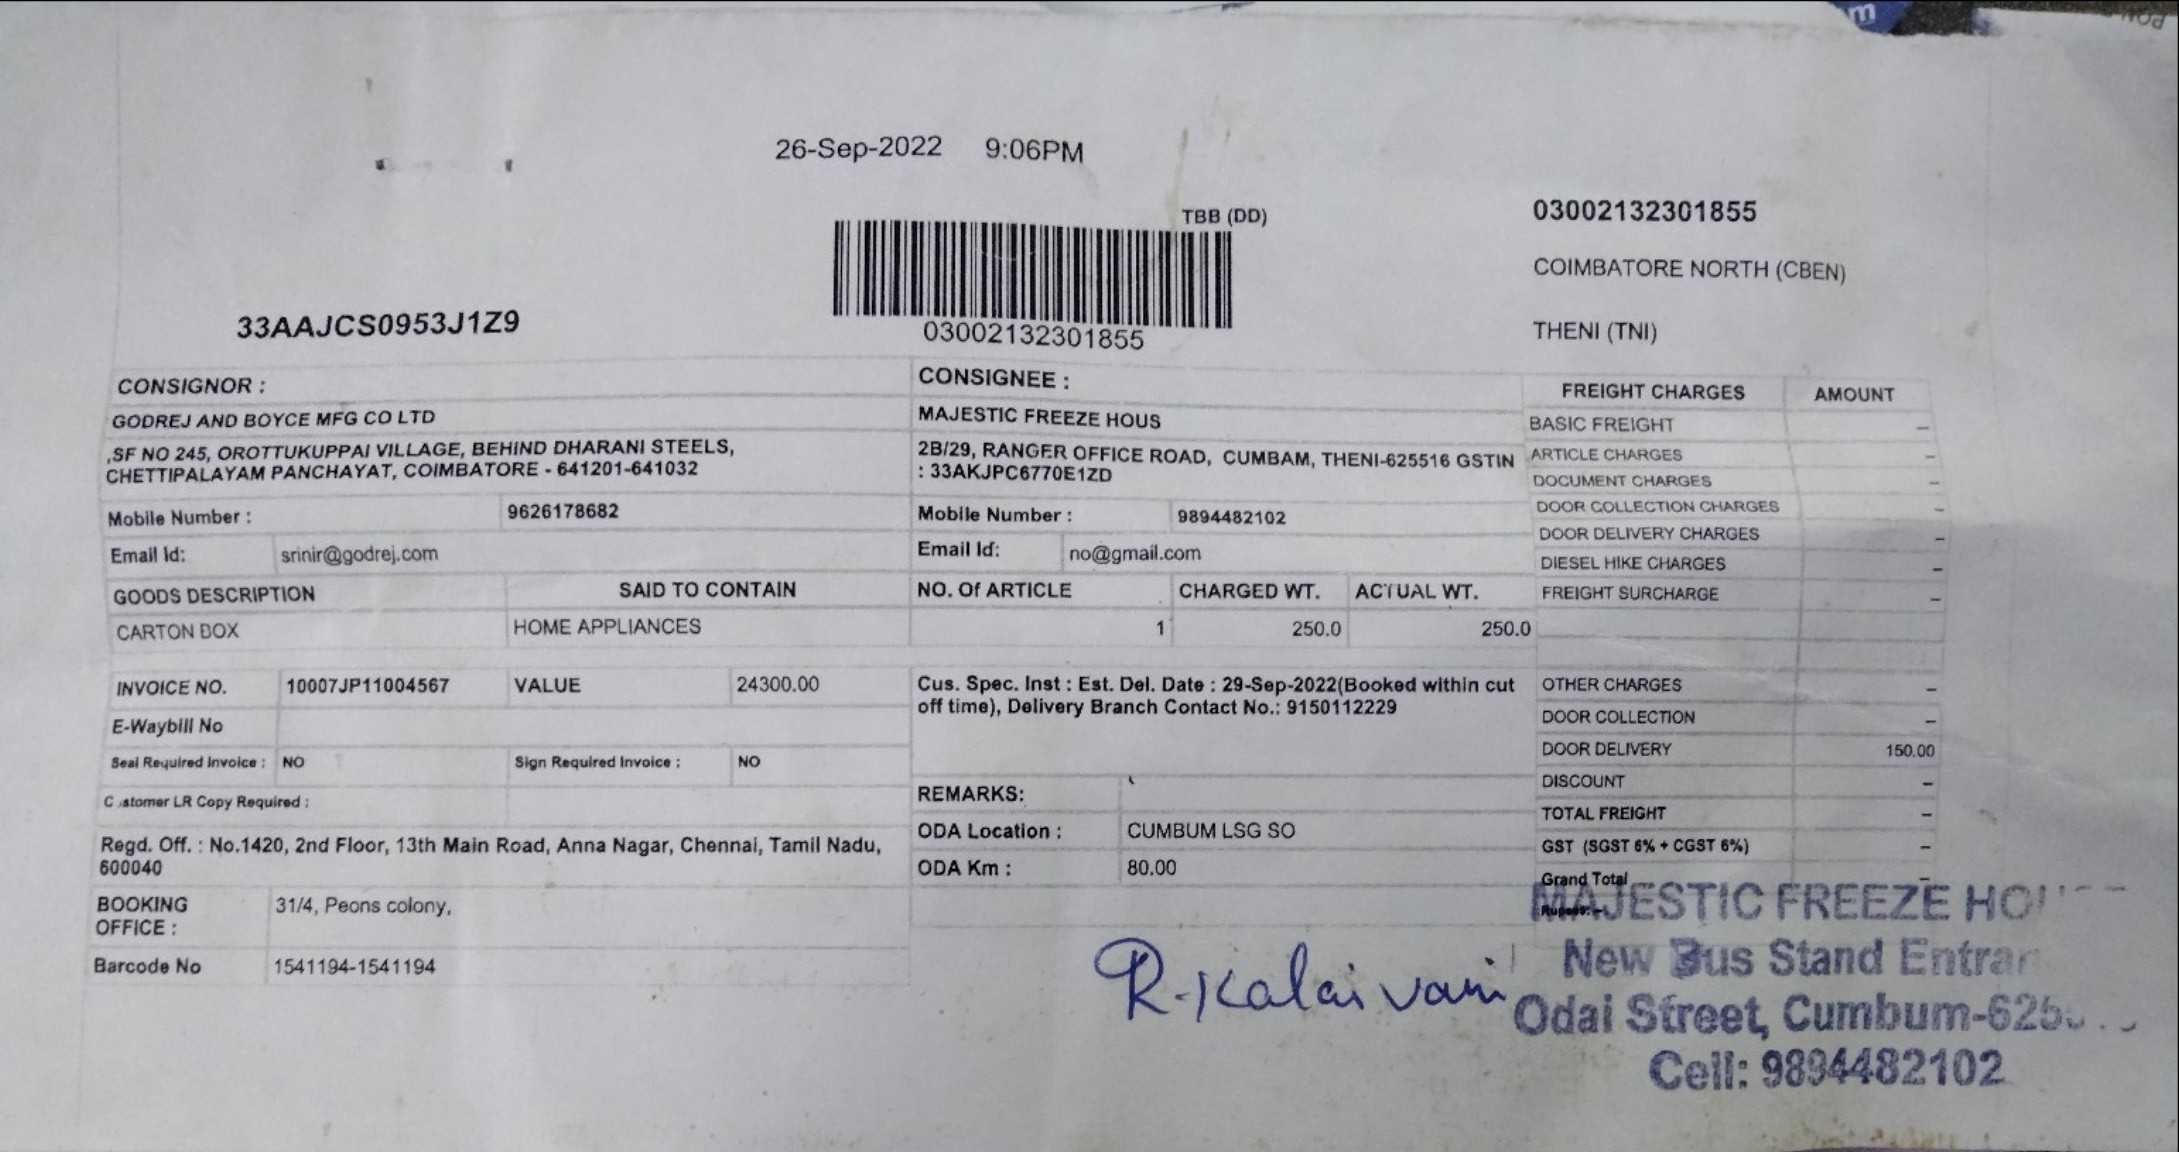 26-Sep-2022 9:06PM
TBB (DD)
03002132301855
COIMBATORE NORTH (CBEN)
THENI (TNI)
33AAJCS0953J1Z9
03002132301855
CONSIGNOR :
GODREJ AND BOYCE MFG CO LTD
,SF NO 245, OROTTUKUPPAI VILLAGE, BEHIND DHARANI STEELS,
CHETTIPALAYAM PANCHAYAT, COIMBATORE - 641201-641032
Mobile Number : 9626178682
Email Id: srinir@godrej.com
GOODS DESCRIPTION SAID TO CONTAIN
CARTON BOX HOME APPLIANCES
CONSIGNEE :
MAJESTIC FREEZE HOUS
2B/29, RANGER OFFICE ROAD, CUMBAM, THENI-625516 GSTIN
: 33AKJPC6770E1ZD
Mobile Number : 9894482102
Email Id: no@gmail.com
NO. Of ARTICLE CHARGED WT. ACTUAL WT.
1 250.0 250.0
FREIGHT CHARGES AMOUNT
BASIC FREIGHT –
ARTICLE CHARGES –
DOCUMENT CHARGES –
DOOR COLLECTION CHARGES –
DOOR DELIVERY CHARGES –
DIESEL HIKE CHARGES –
FREIGHT SURCHARGE –
OTHER CHARGES –
DOOR COLLECTION –
DOOR DELIVERY 150.00
DISCOUNT –
TOTAL FREIGHT –
GST (SGST 6% + CGST 6%) –
Grand Total –
Rupees: –
INVOICE NO. 10007JP11004567 VALUE 24300.00
E-Waybill No
Seal Required Invoice : NO Sign Required Invoice : NO
Customer LR Copy Required :
Regd. Off. : No.1420, 2nd Floor, 13th Main Road, Anna Nagar, Chennai, Tamil Nadu,
600040
BOOKING
OFFICE : 31/4, Peons colony,
Barcode No 1541194-1541194
Cus. Spec. Inst : Est. Del. Date : 29-Sep-2022(Booked within cut
off time), Delivery Branch Contact No.: 9150112229
REMARKS:
ODA Location : CUMBUM LSG SO
ODA Km : 80.00
R. Kalaivani
MAJESTIC FREEZE
New Bus Stand
Odai Street, Cumbum
Cell: 9894482102